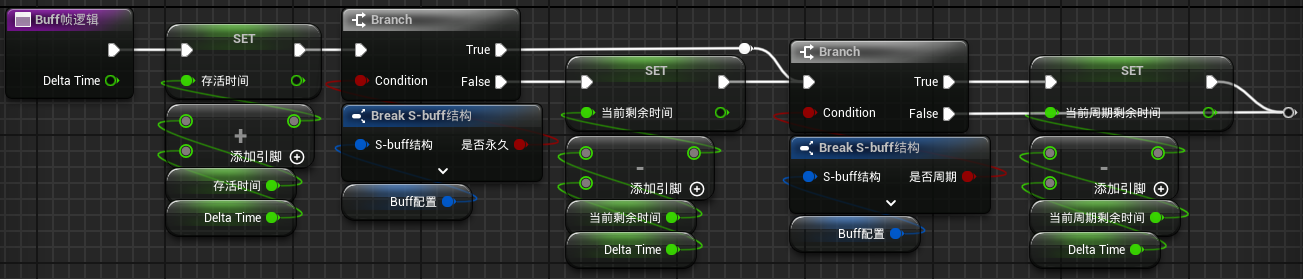 Buff帧逻辑
Delta Time
SET
存活时间
+
添加引脚
存活时间
Delta Time
Branch
True
Condition
False
Break S-buff结构
S-buff结构
是否永久
Buff配置
SET
当前剩余时间
-
添加引脚
当前剩余时间
Delta Time
Branch
True
Condition
False
Break S-buff结构
S-buff结构
是否周期
Buff配置
SET
当前周期剩余时间
-
添加引脚
当前周期剩余时间
Delta Time